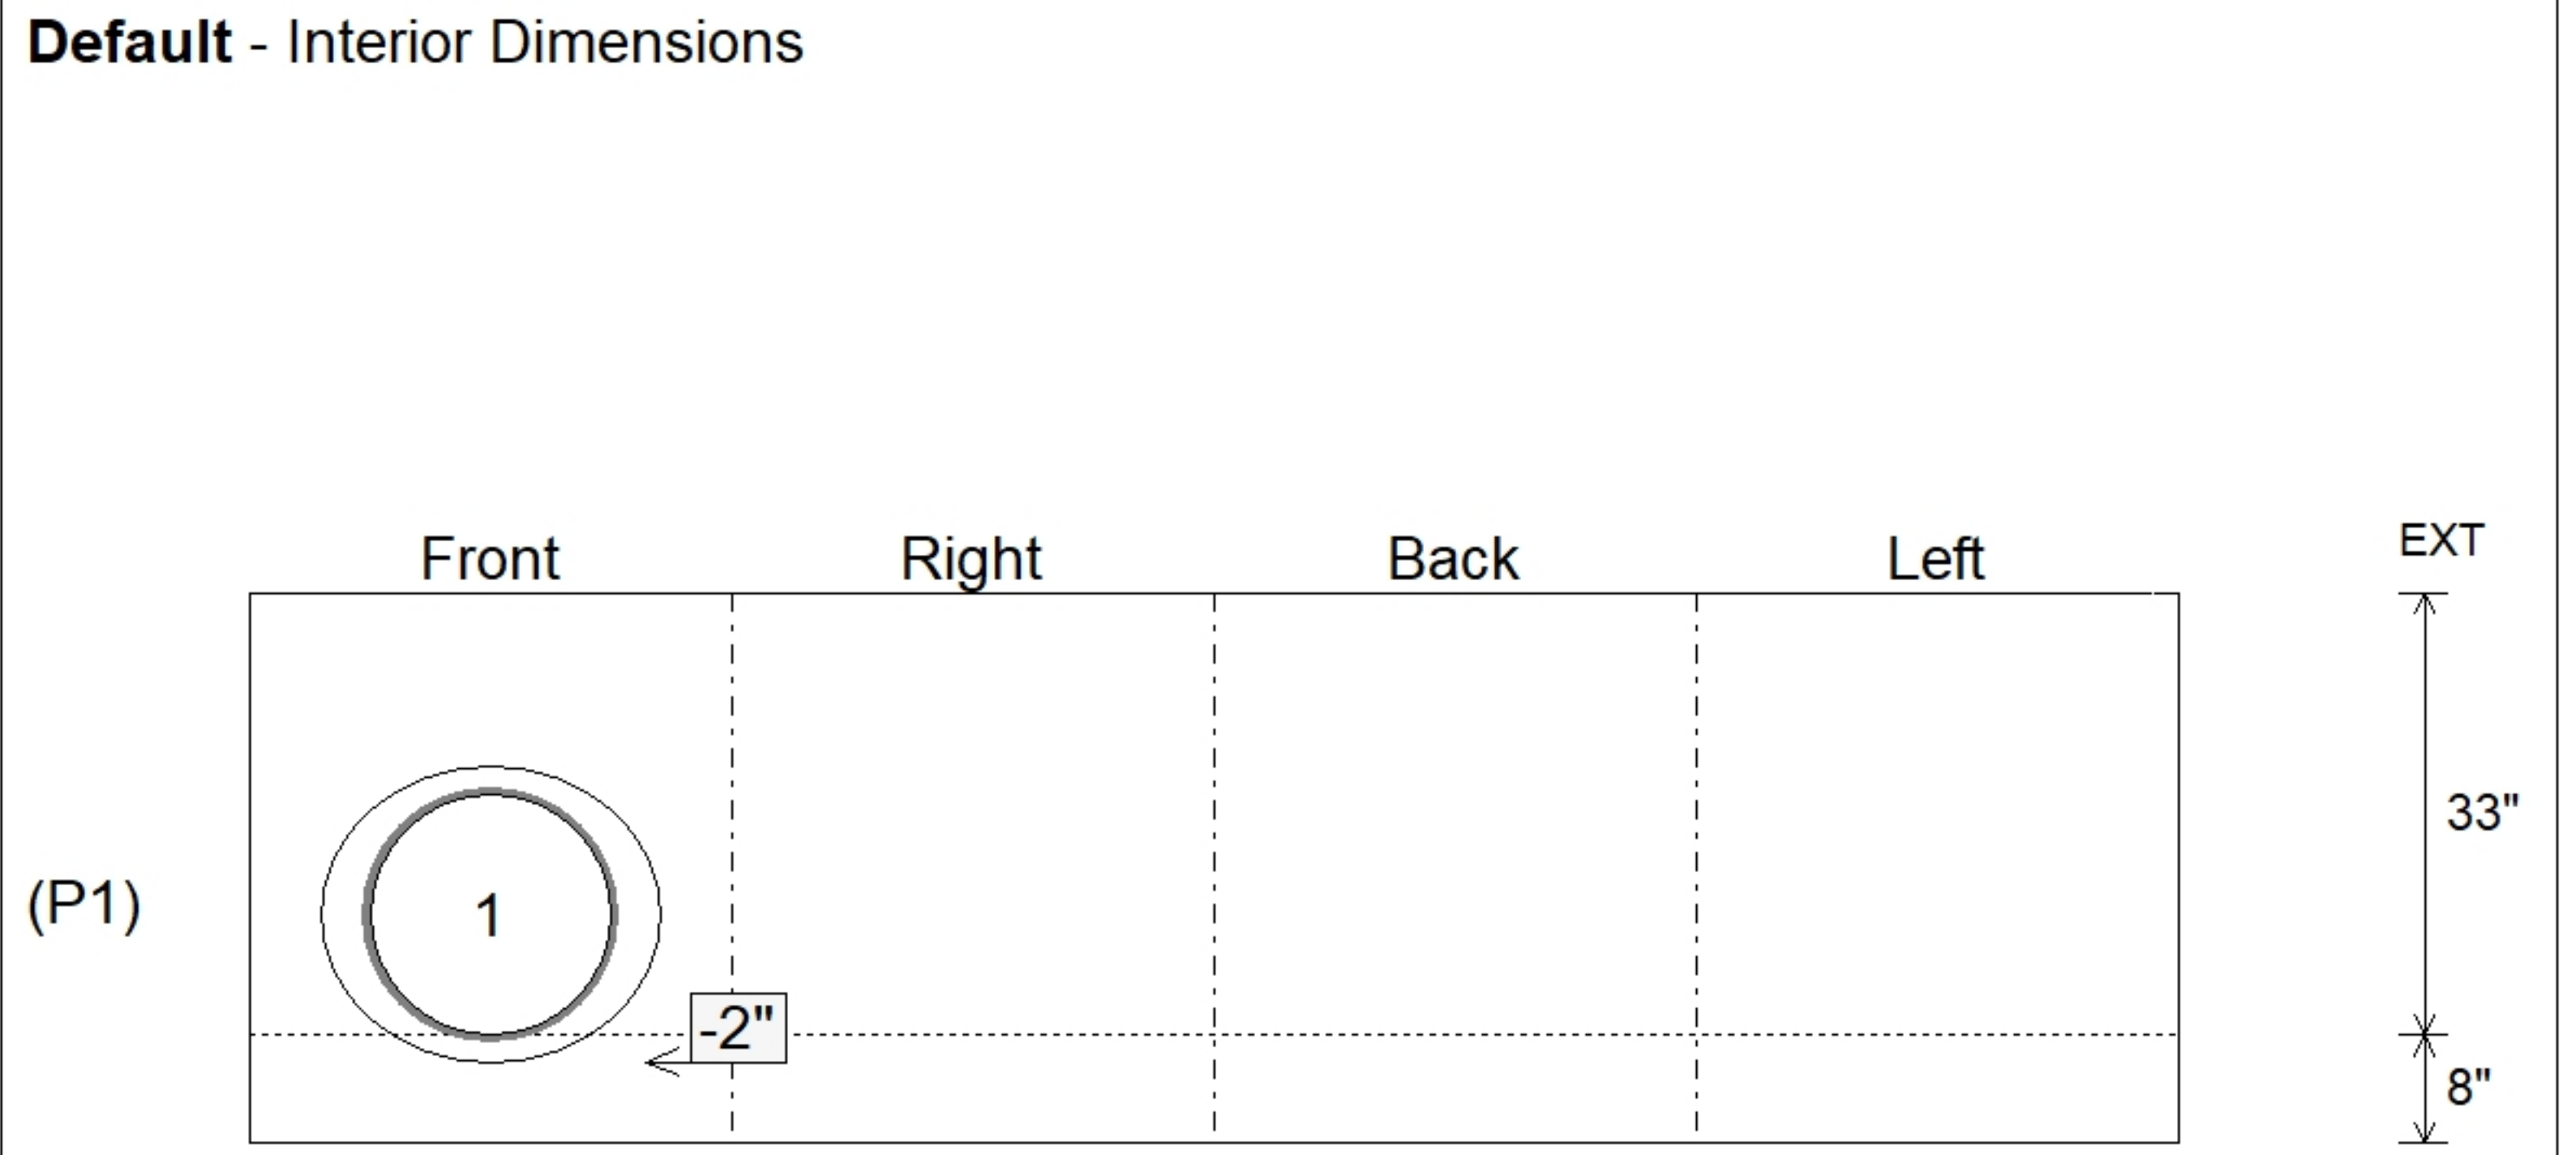 Default - Interior Dimensions
Front Right Back Left EXT
33"
(P1) 1
-2"
8"